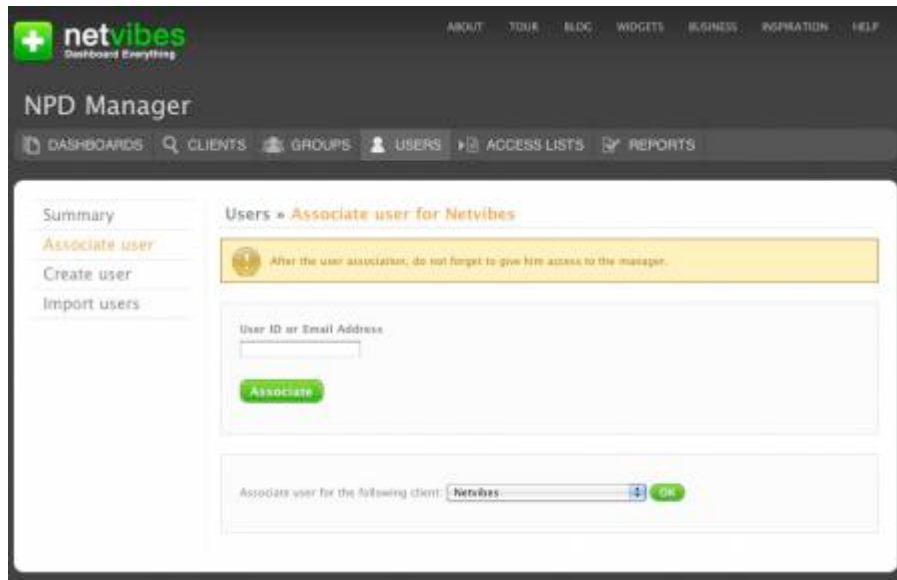 netvibes
Dashboard Everything
ABOUT TOUR BLOG WIDGETS BUSINESS INSPIRATION HELP
NPD Manager
DASHBOARDS CLIENTS GROUPS USERS ACCESS LISTS REPORTS
Summary
Associate user
Create user
Import users
Users » Associate user for Netvibes
After the user association, do not forget to give him access to the manager.
User ID or Email Address
Associate
Associate user for the following client: Netvibes OK